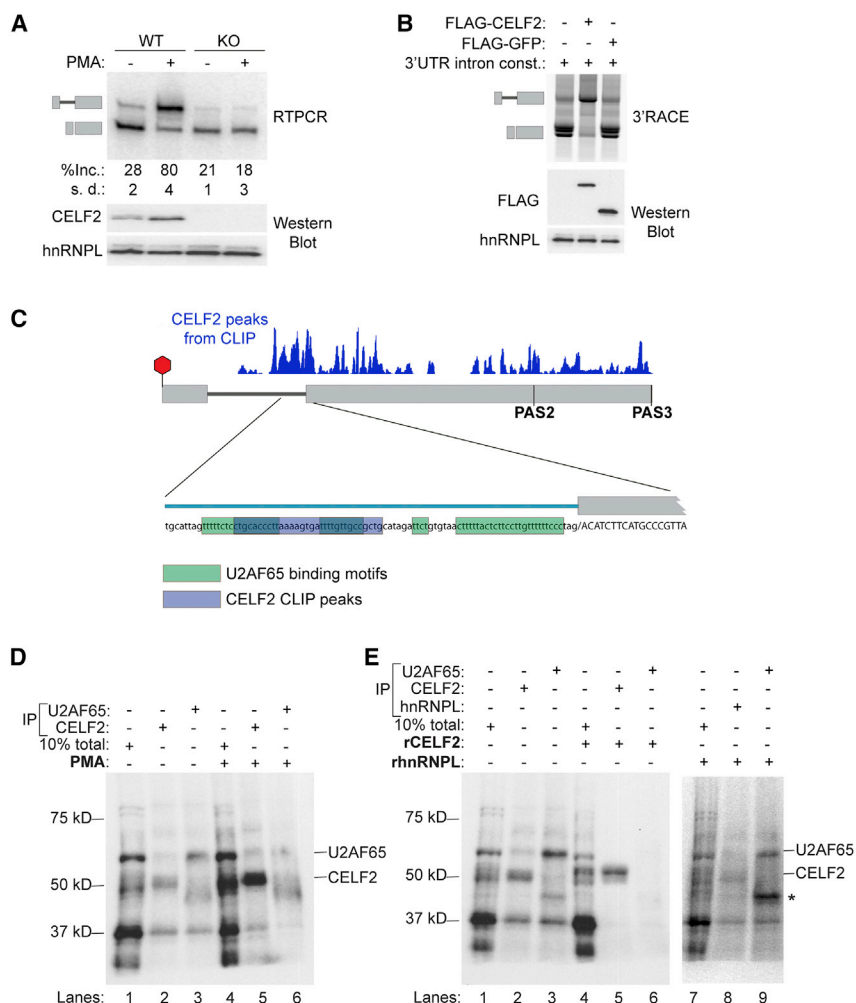 A
WT KO
PMA: - + - +
RTPCR
%Inc.: 28 80 21 18
s. d.: 2 4 1 3
CELF2
Western
Blot
hnRNPL
B
FLAG-CELF2: - + -
FLAG-GFP: - - +
3'UTR intron const.: + + +
3'RACE
FLAG
Western
Blot
hnRNPL
C
CELF2 peaks
from CLIP
PAS2 PAS3
tgcattagtttttctcctgcacccttaaaagtgattttgttgccgctgcatagattctgtgtaactttttactcttccttgttttttccctag/ACATCTTCATGCCCGTTA
U2AF65 binding motifs
CELF2 CLIP peaks
D
IP
U2AF65: - - + - - +
CELF2: - + - - + -
10% total: + - - + - -
PMA: - - - + + +
75 kD
U2AF65
50 kD
CELF2
37 kD
Lanes: 1 2 3 4 5 6
E
IP
U2AF65: - - + - - + - - +
CELF2: - + - - + - - - -
hnRNPL: - - - - - - - + -
10% total: + - - + - - + - -
rCELF2: - - - + + + - - -
rhnRNPL: - - - - - - + + +
75 kD
U2AF65
50 kD
CELF2
*
37 kD
Lanes: 1 2 3 4 5 6 7 8 9